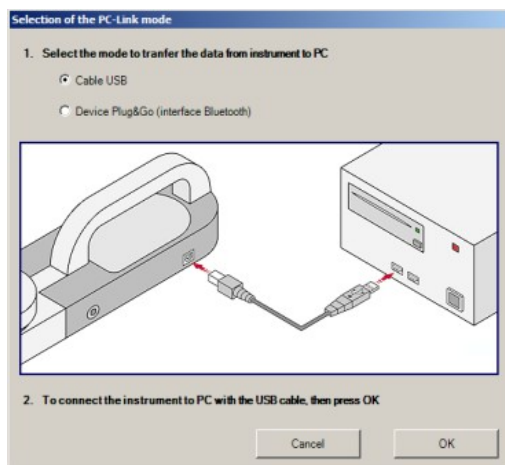 Selection of the PC-Link mode
1. Select the mode to tranfer the data from instrument to PC
Cable USB
Device Plug&Go (interface Bluetooth)
2. To connect the instrument to PC with the USB cable, then press OK
Cancel
OK